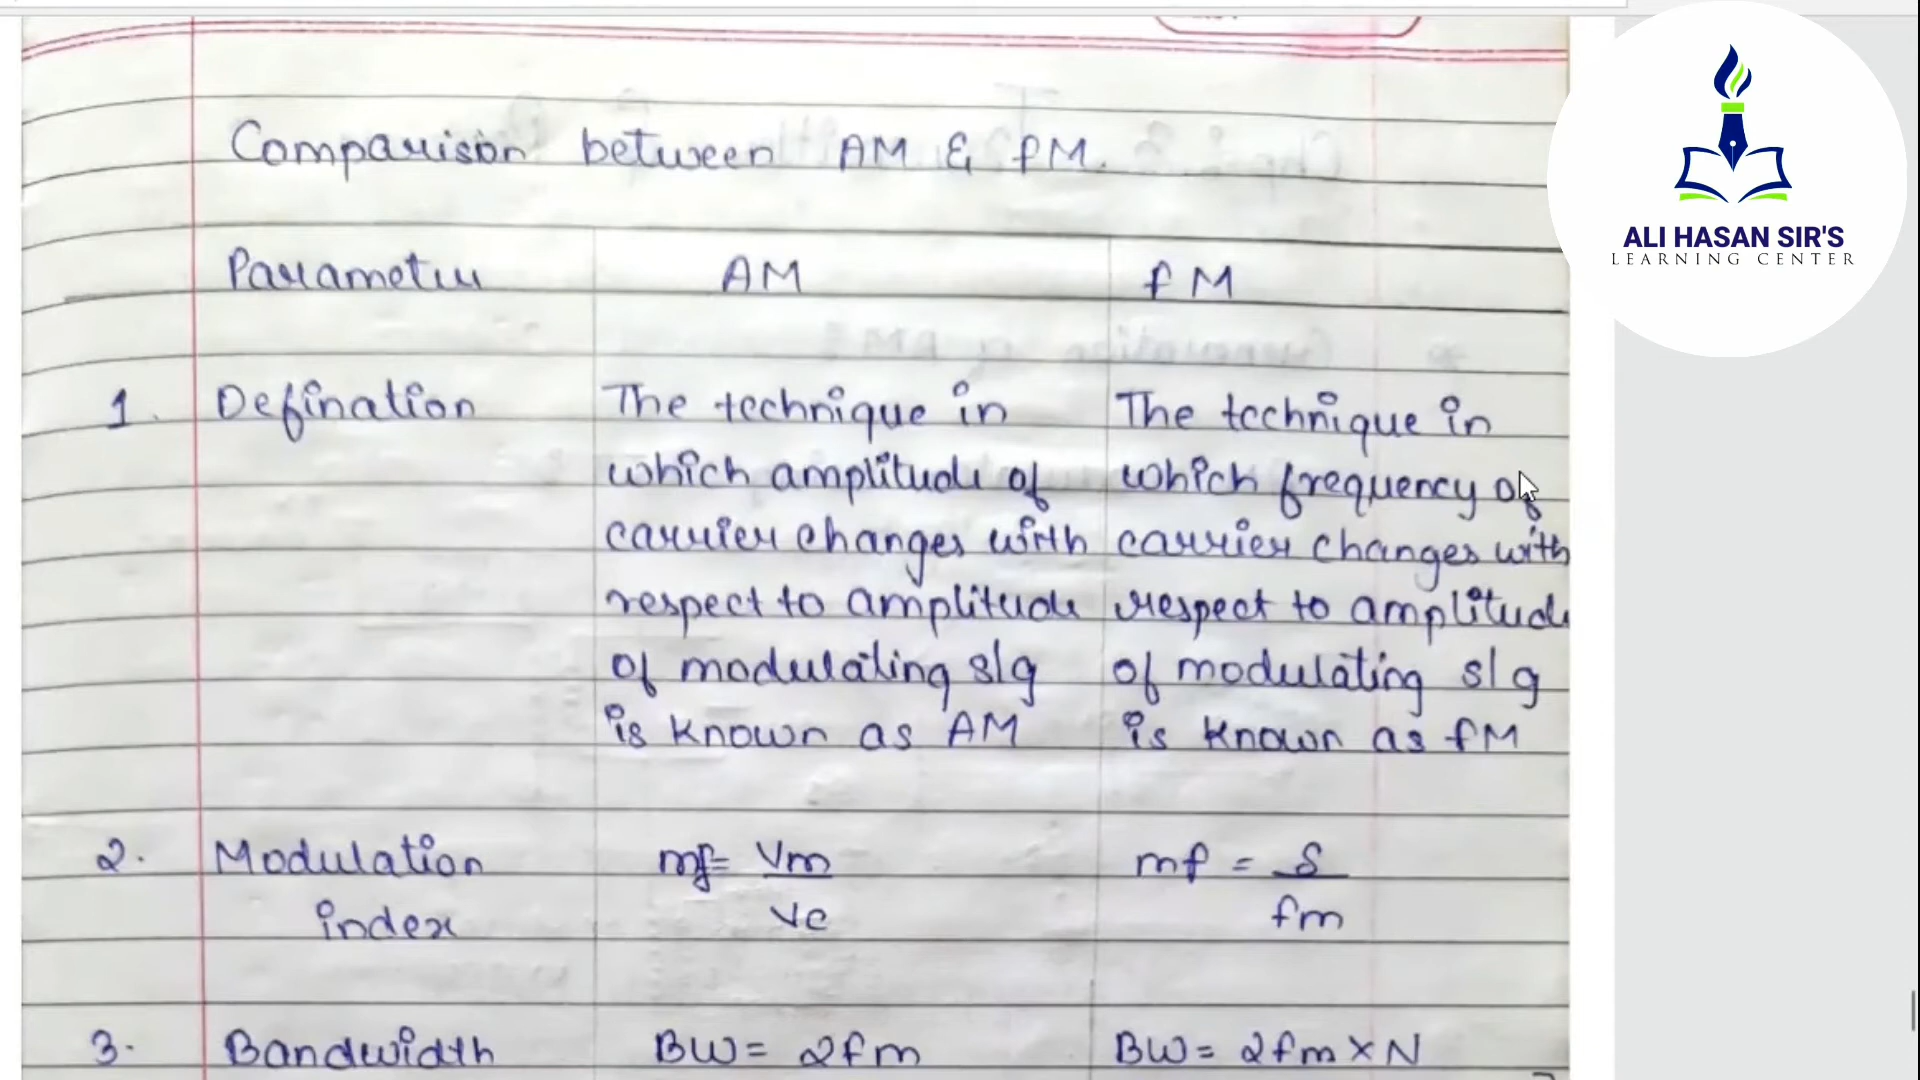 Comparision between AM & fM.
Parameter AM fM
1. Defination The technique in The technique in
which amplitude of which frequency of
carrier changes with carrier changes with
respect to amplitude respect to amplitude
of modulating s/g of modulating s/g
is known as AM is known as fM
2. Modulation mf= Vm mf = δ
index Vc fm
3. Bandwidth BW= 2fm BW= 2fm×N
ALI HASAN SIR'S
LEARNING CENTER